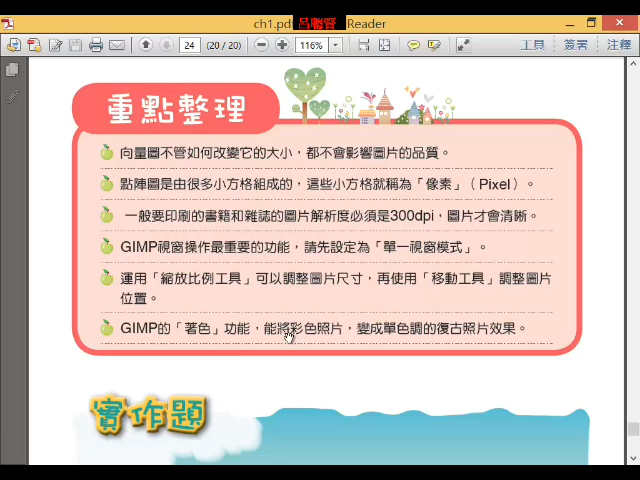 ch1.pd 呂聰賢 Reader
24 (20 / 20) 116% 工具 簽署 注釋
重點整理
向量圖不管如何改變它的大小，都不會影響圖片的品質。
點陣圖是由很多小方格組成的，這些小方格就稱為「像素」（Pixel）。
一般要印刷的書籍和雜誌的圖片解析度必須是300dpi，圖片才會清晰。
GIMP視窗操作最重要的功能，請先設定為「單一視窗模式」。
運用「縮放比例工具」可以調整圖片尺寸，再使用「移動工具」調整圖片
位置。
GIMP的「著色」功能，能將彩色照片，變成單色調的復古照片效果。
實作題